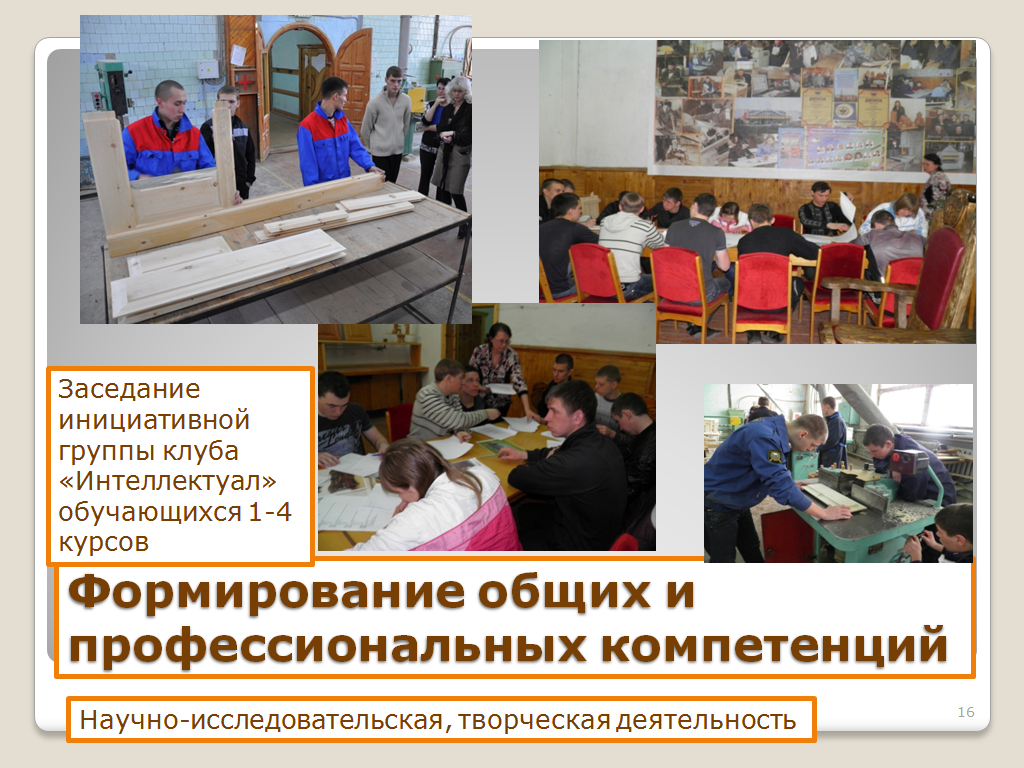 Заседание
инициативной
группы клуба
«Интеллектуал»
обучающихся 1-4
курсов
Формирование общих и
профессиональных компетенций
Научно-исследовательская, творческая деятельность
16